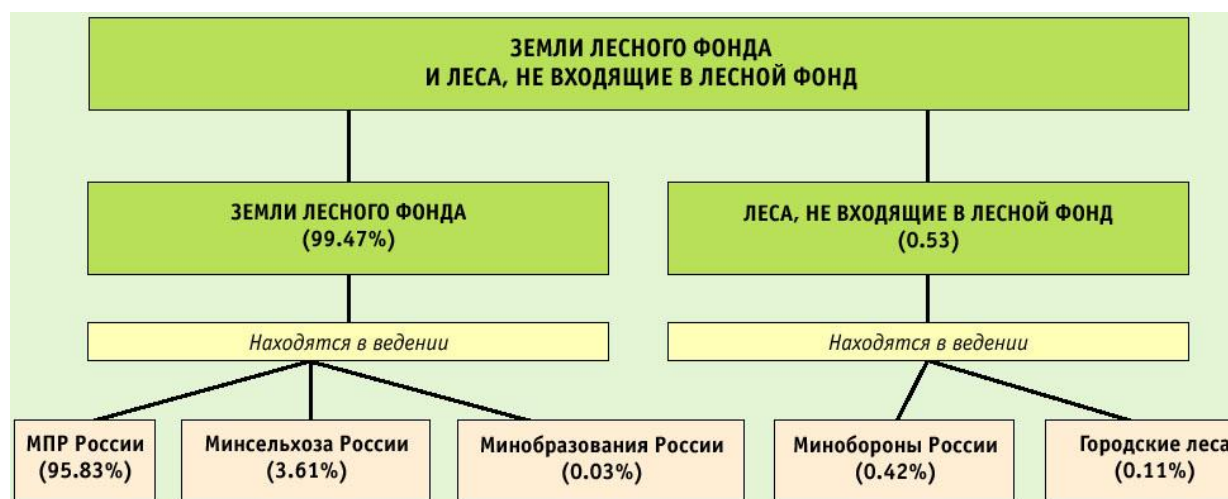 ЗЕМЛИ ЛЕСНОГО ФОНДА
И ЛЕСА, НЕ ВХОДЯЩИЕ В ЛЕСНОЙ ФОНД
ЗЕМЛИ ЛЕСНОГО ФОНДА
(99.47%)
ЛЕСА, НЕ ВХОДЯЩИЕ В ЛЕСНОЙ ФОНД
(0.53)
Находятся в ведении
Находятся в ведении
МПР России
(95.83%)
Минсельхоза России
(3.61%)
Минобразования России
(0.03%)
Минобороны России
(0.42%)
Городские леса
(0.11%)